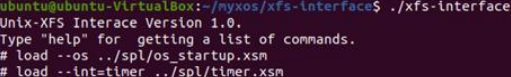 ubuntu@ubuntu-VirtualBox:~/myxos/xfs-interface$ ./xfs-interface
Unix-XFS Interace Version 1.0.
Type "help" for  getting a list of commands.
# load --os ../spl/os_startup.xsm
# load --int=timer ../spl/timer.xsm